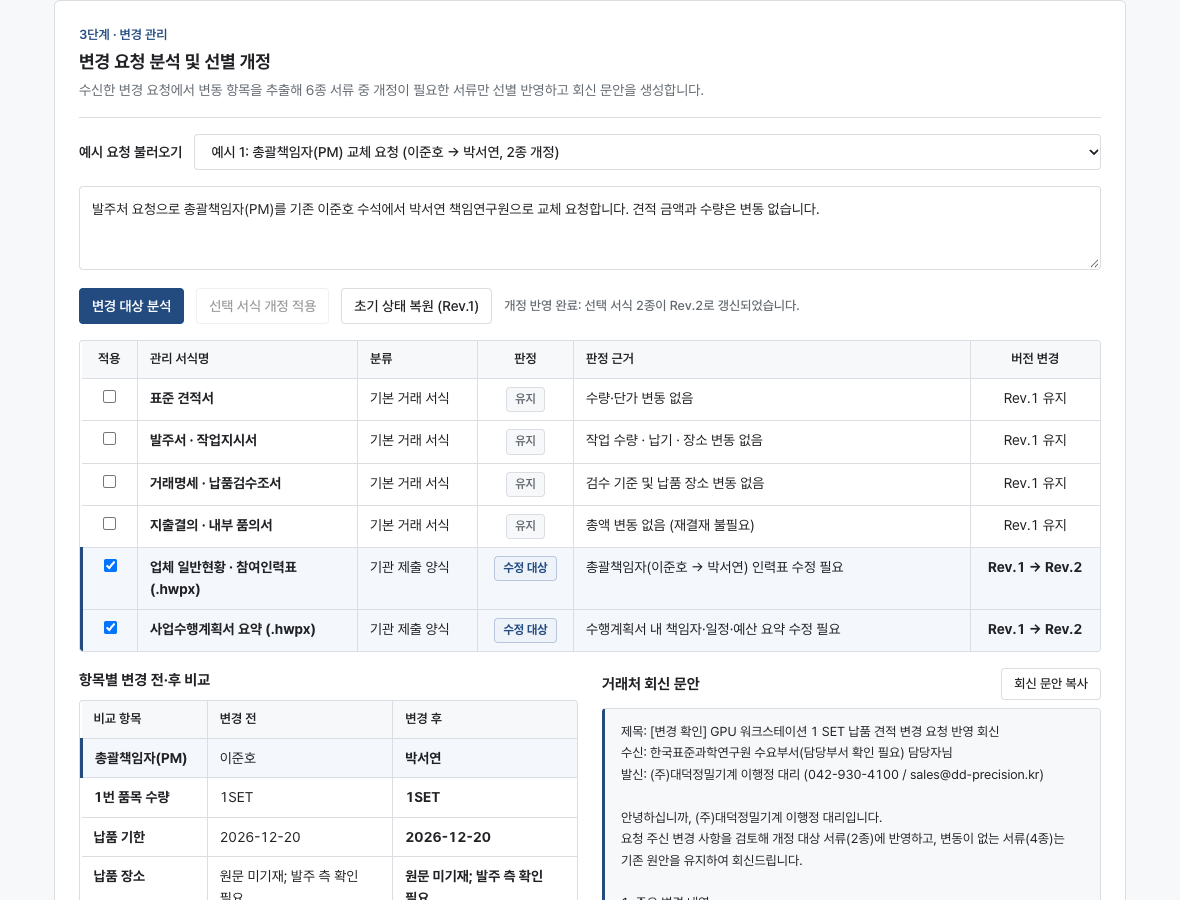 3단계 · 변경 관리
변경 요청 분석 및 선별 개정
수신한 변경 요청에서 변동 항목을 추출해 6종 서류 중 개정이 필요한 서류만 선별 반영하고 회신 문안을 생성합니다.
예시 요청 불러오기
예시 1: 총괄책임자(PM) 교체 요청 (이준호 → 박서연, 2종 개정)
발주처 요청으로 총괄책임자(PM)를 기존 이준호 수석에서 박서연 책임연구원으로 교체 요청합니다. 견적 금액과 수량은 변동 없습니다.
변경 대상 분석 선택 서식 개정 적용 초기 상태 복원 (Rev.1) 개정 반영 완료: 선택 서식 2종이 Rev.2로 갱신되었습니다.
적용 관리 서식명 분류 판정 판정 근거 버전 변경
표준 견적서 기본 거래 서식 유지 수량·단가 변동 없음 Rev.1 유지
발주서 · 작업지시서 기본 거래 서식 유지 작업 수량 · 납기 · 장소 변동 없음 Rev.1 유지
거래명세 · 납품검수조서 기본 거래 서식 유지 검수 기준 및 납품 장소 변동 없음 Rev.1 유지
지출결의 · 내부 품의서 기본 거래 서식 유지 총액 변동 없음 (재결재 불필요) Rev.1 유지
업체 일반현황 · 참여인력표 기관 제출 양식 수정 대상 총괄책임자(이준호 → 박서연) 인력표 수정 필요 Rev.1 → Rev.2
(.hwpx)
사업수행계획서 요약 (.hwpx) 기관 제출 양식 수정 대상 수행계획서 내 책임자·일정·예산 요약 수정 필요 Rev.1 → Rev.2
항목별 변경 전·후 비교
비교 항목 변경 전 변경 후
총괄책임자(PM) 이준호 박서연
1번 품목 수량 1SET 1SET
납품 기한 2026-12-20 2026-12-20
납품 장소 원문 미기재; 발주 측 확인 원문 미기재; 발주 측 확인
필요 필요
거래처 회신 문안
회신 문안 복사
제목: [변경 확인] GPU 워크스테이션 1 SET 납품 견적 변경 요청 반영 회신
수신: 한국표준과학연구원 수요부서(담당부서 확인 필요) 담당자님
발신: (주)대덕정밀기계 이행정 대리 (042-930-4100 / sales@dd-precision.kr)
안녕하십니까, (주)대덕정밀기계 이행정 대리입니다.
요청 주신 변경 사항을 검토해 개정 대상 서류(2종)에 반영하고, 변동이 없는 서류(4종)는
기존 원안을 유지하여 회신드립니다.
1. 주요 변경 내역